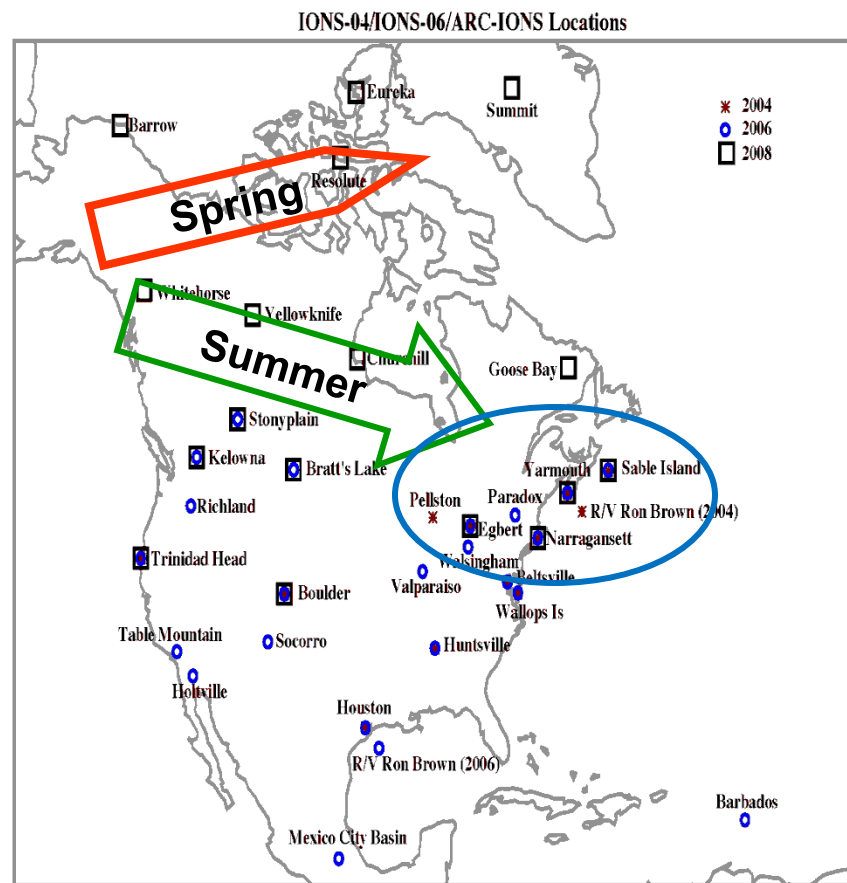 IONS-04/IONS-06/ARC-IONS Locations
Eureka
Summit
2004
2006
2008
Barrow
Resolute
Spring
Whitehorse
Yellowknife
Summer
Churchill
Goose Bay
Stonyplain
Kelowna
Bratt's Lake
Yarmouth
Sable Island
Pellston
Paradox
Richland
R/V Ron Brown (2004)
Egbert
Narragansett
Walsingham
Trinidad Head
Valparaiso
Beltsville
Boulder
Wallops Is
Table Mountain
Socorro
Huntsville
Holtville
Houston
R/V Ron Brown (2006)
Barbados
Mexico City Basin